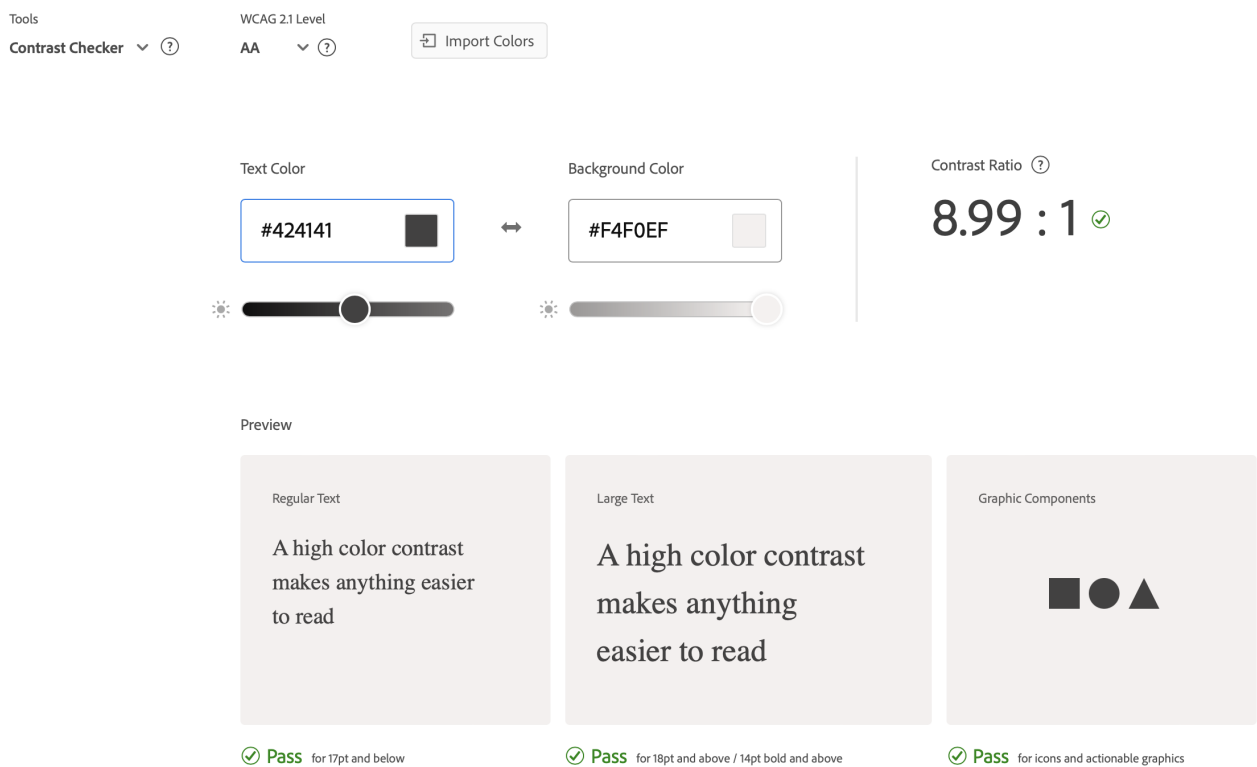 Tools
Contrast Checker
WCAG 2.1 Level
AA
Import Colors
Text Color
#424141
Background Color
#F4F0EF
Contrast Ratio
8.99 : 1
Preview
Regular Text
A high color contrast
makes anything easier
to read
Pass for 17pt and below
Large Text
A high color contrast
makes anything
easier to read
Pass for 18pt and above / 14pt bold and above
Graphic Components
Pass for icons and actionable graphics